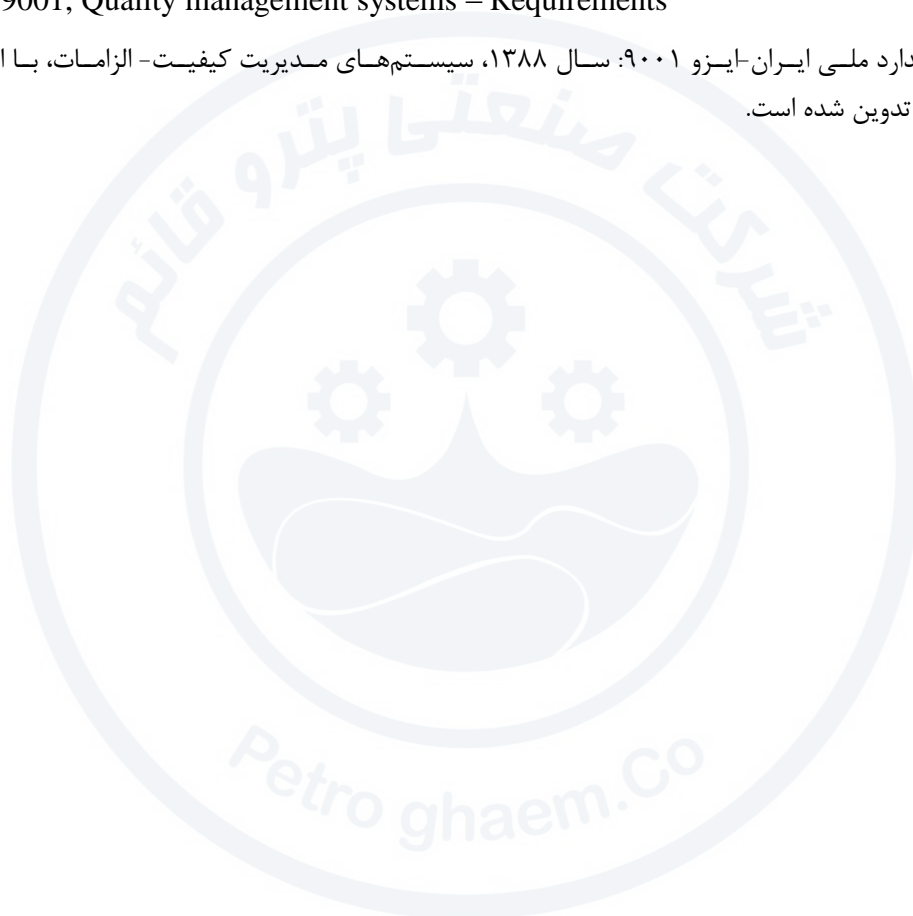 9001, Quality management systems – Requirements
ملی ایران-ایزو ۹۰۰۱: سال ۱۳۸۸، سیستم‌های مدیریت کیفیت- الزامات، با
تدوین شده است.
شرکت صنعتی پترو قائم
Petro ghaem.Co